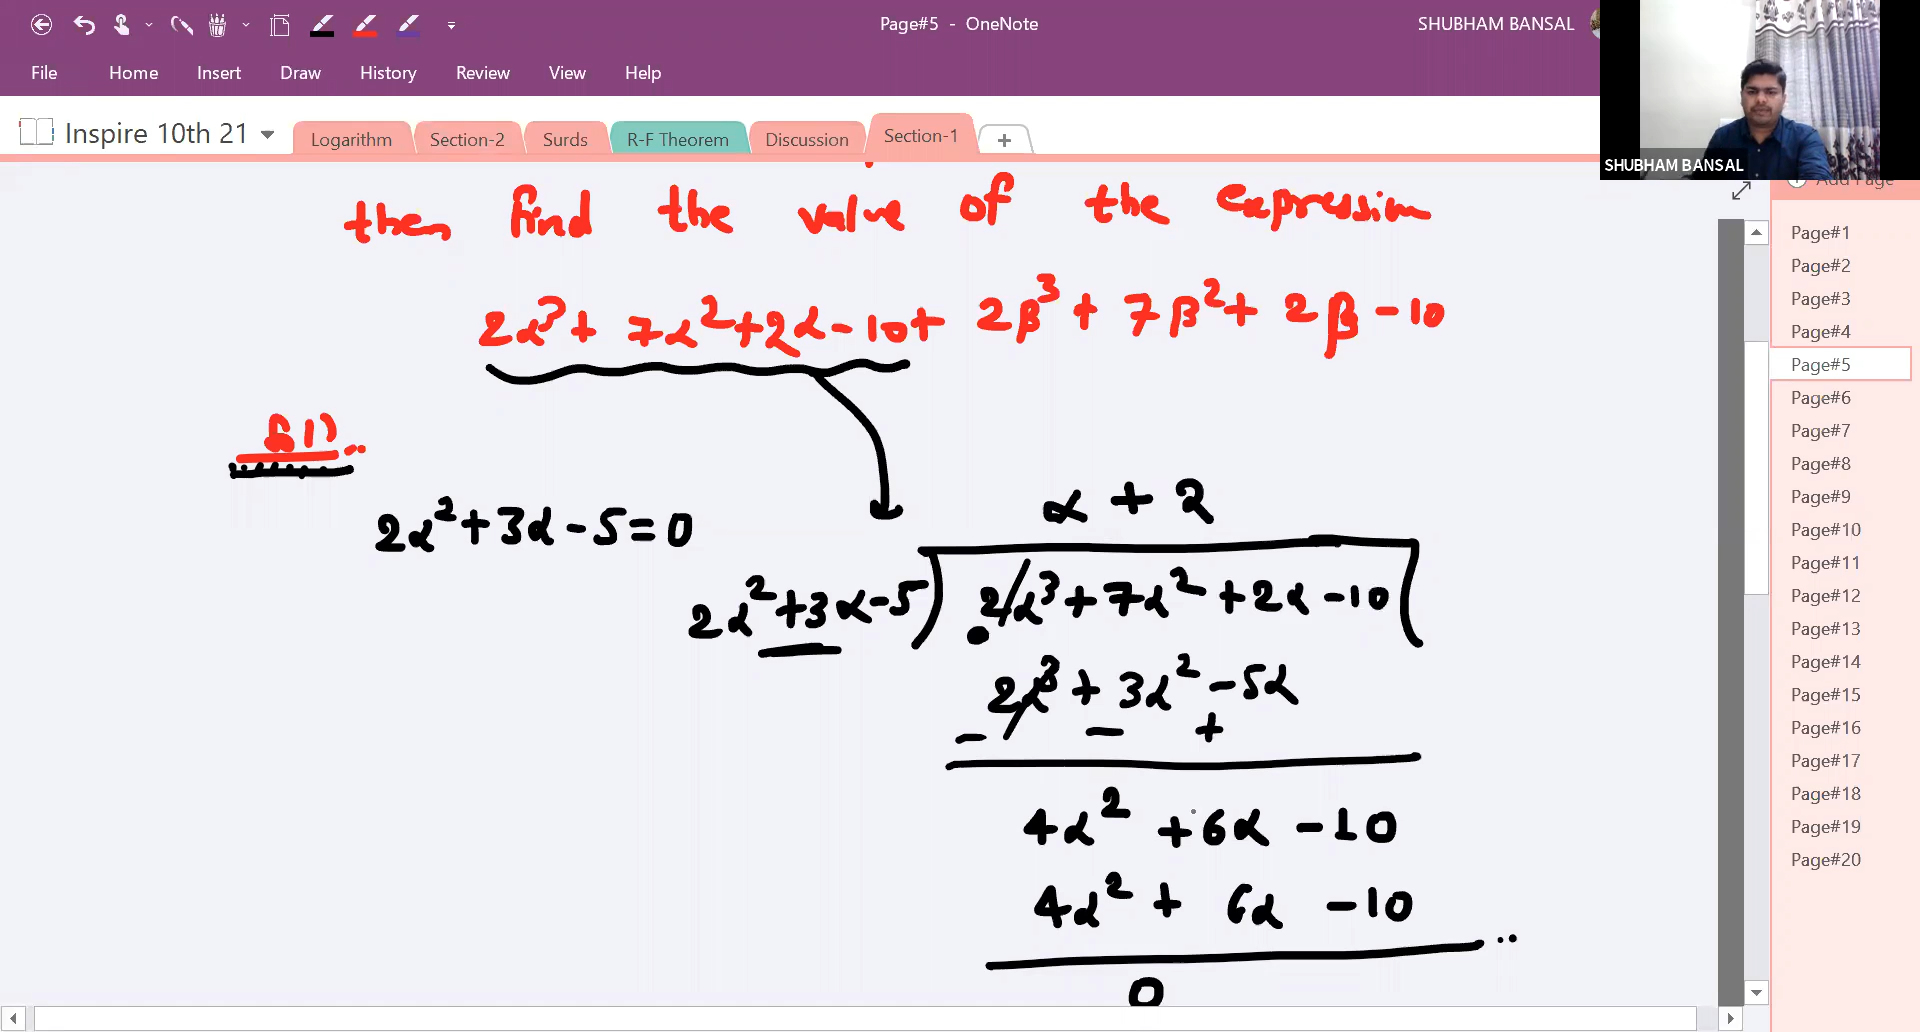 Page#5 - OneNote
SHUBHAM BANSAL
File Home Insert Draw History Review View Help
Inspire 10th 21
Logarithm Section-2 Surds R-F Theorem Discussion Section-1 +
SHUBHAM BANSAL
Add Page
then find the value of the expression
2α³ + 7α² + 2α - 10 + 2β³ + 7β² + 2β - 10
2α² + 3α - 5 = 0
α + 2
2α² + 3α - 5 ) 2α³ + 7α² + 2α - 10 (
2α³ + 3α² - 5α
- - +
4α² + 6α - 10
4α² + 6α - 10
0
Page#1
Page#2
Page#3
Page#4
Page#5
Page#6
Page#7
Page#8
Page#9
Page#10
Page#11
Page#12
Page#13
Page#14
Page#15
Page#16
Page#17
Page#18
Page#19
Page#20